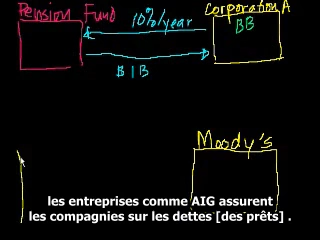 Pension Fund
10%/year
Corporation A
BB
$ 1 B
Moody's
les entreprises comme AIG assurent
les compagnies sur les dettes [des prêts] .